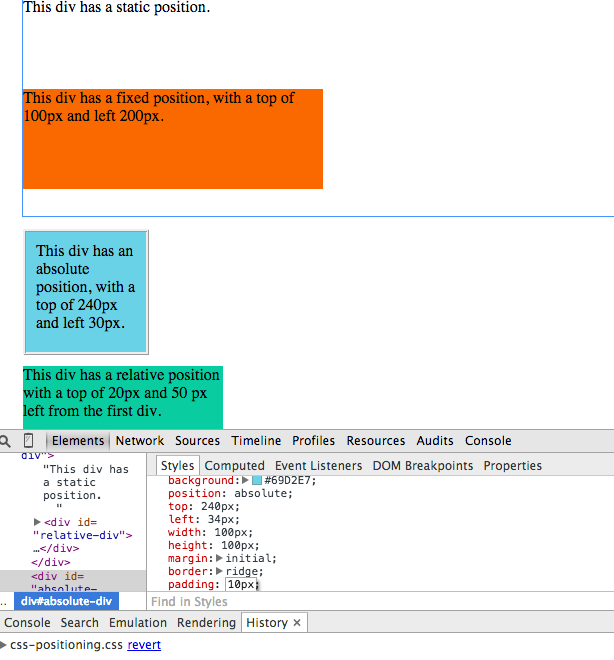 This div has a static position.
This div has a fixed position, with a top of
100px and left 200px.
This div has an
absolute
position, with a
top of 240px
and left 30px.
This div has a relative position
with a top of 20px and 50 px
left from the first div.
Elements Network Sources Timeline Profiles Resources Audits Console
div">
"This div has
a static
position.
"
▶<div id=
"relative-div">
…</div>
</div>
<div id=
"absolute-
.. div#absolute-div
Styles Computed Event Listeners DOM Breakpoints Properties
background:▶ #69D2E7;
position: absolute;
top: 240px;
left: 34px;
width: 100px;
height: 100px;
margin:▶initial;
border:▶ridge;
padding: 10px;
Find in Styles
Console Search Emulation Rendering History ×
▶ css-positioning.css revert